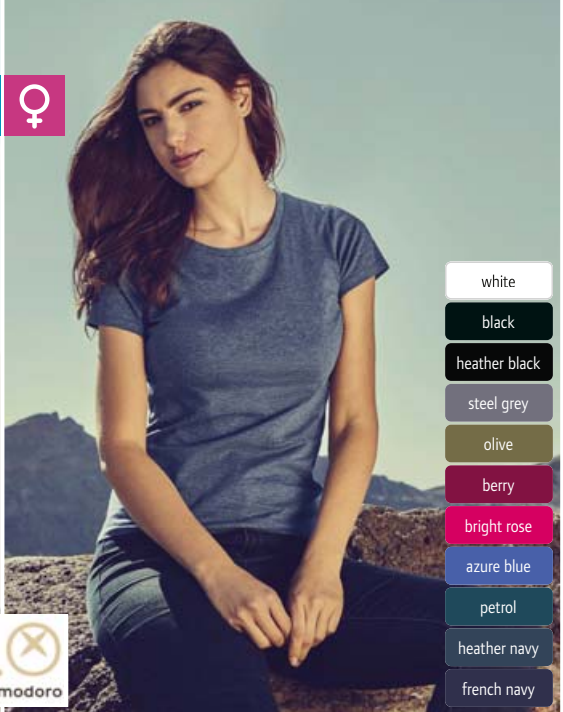 white
black
heather black
steel grey
olive
berry
bright rose
azure blue
petrol
heather navy
french navy
modoro